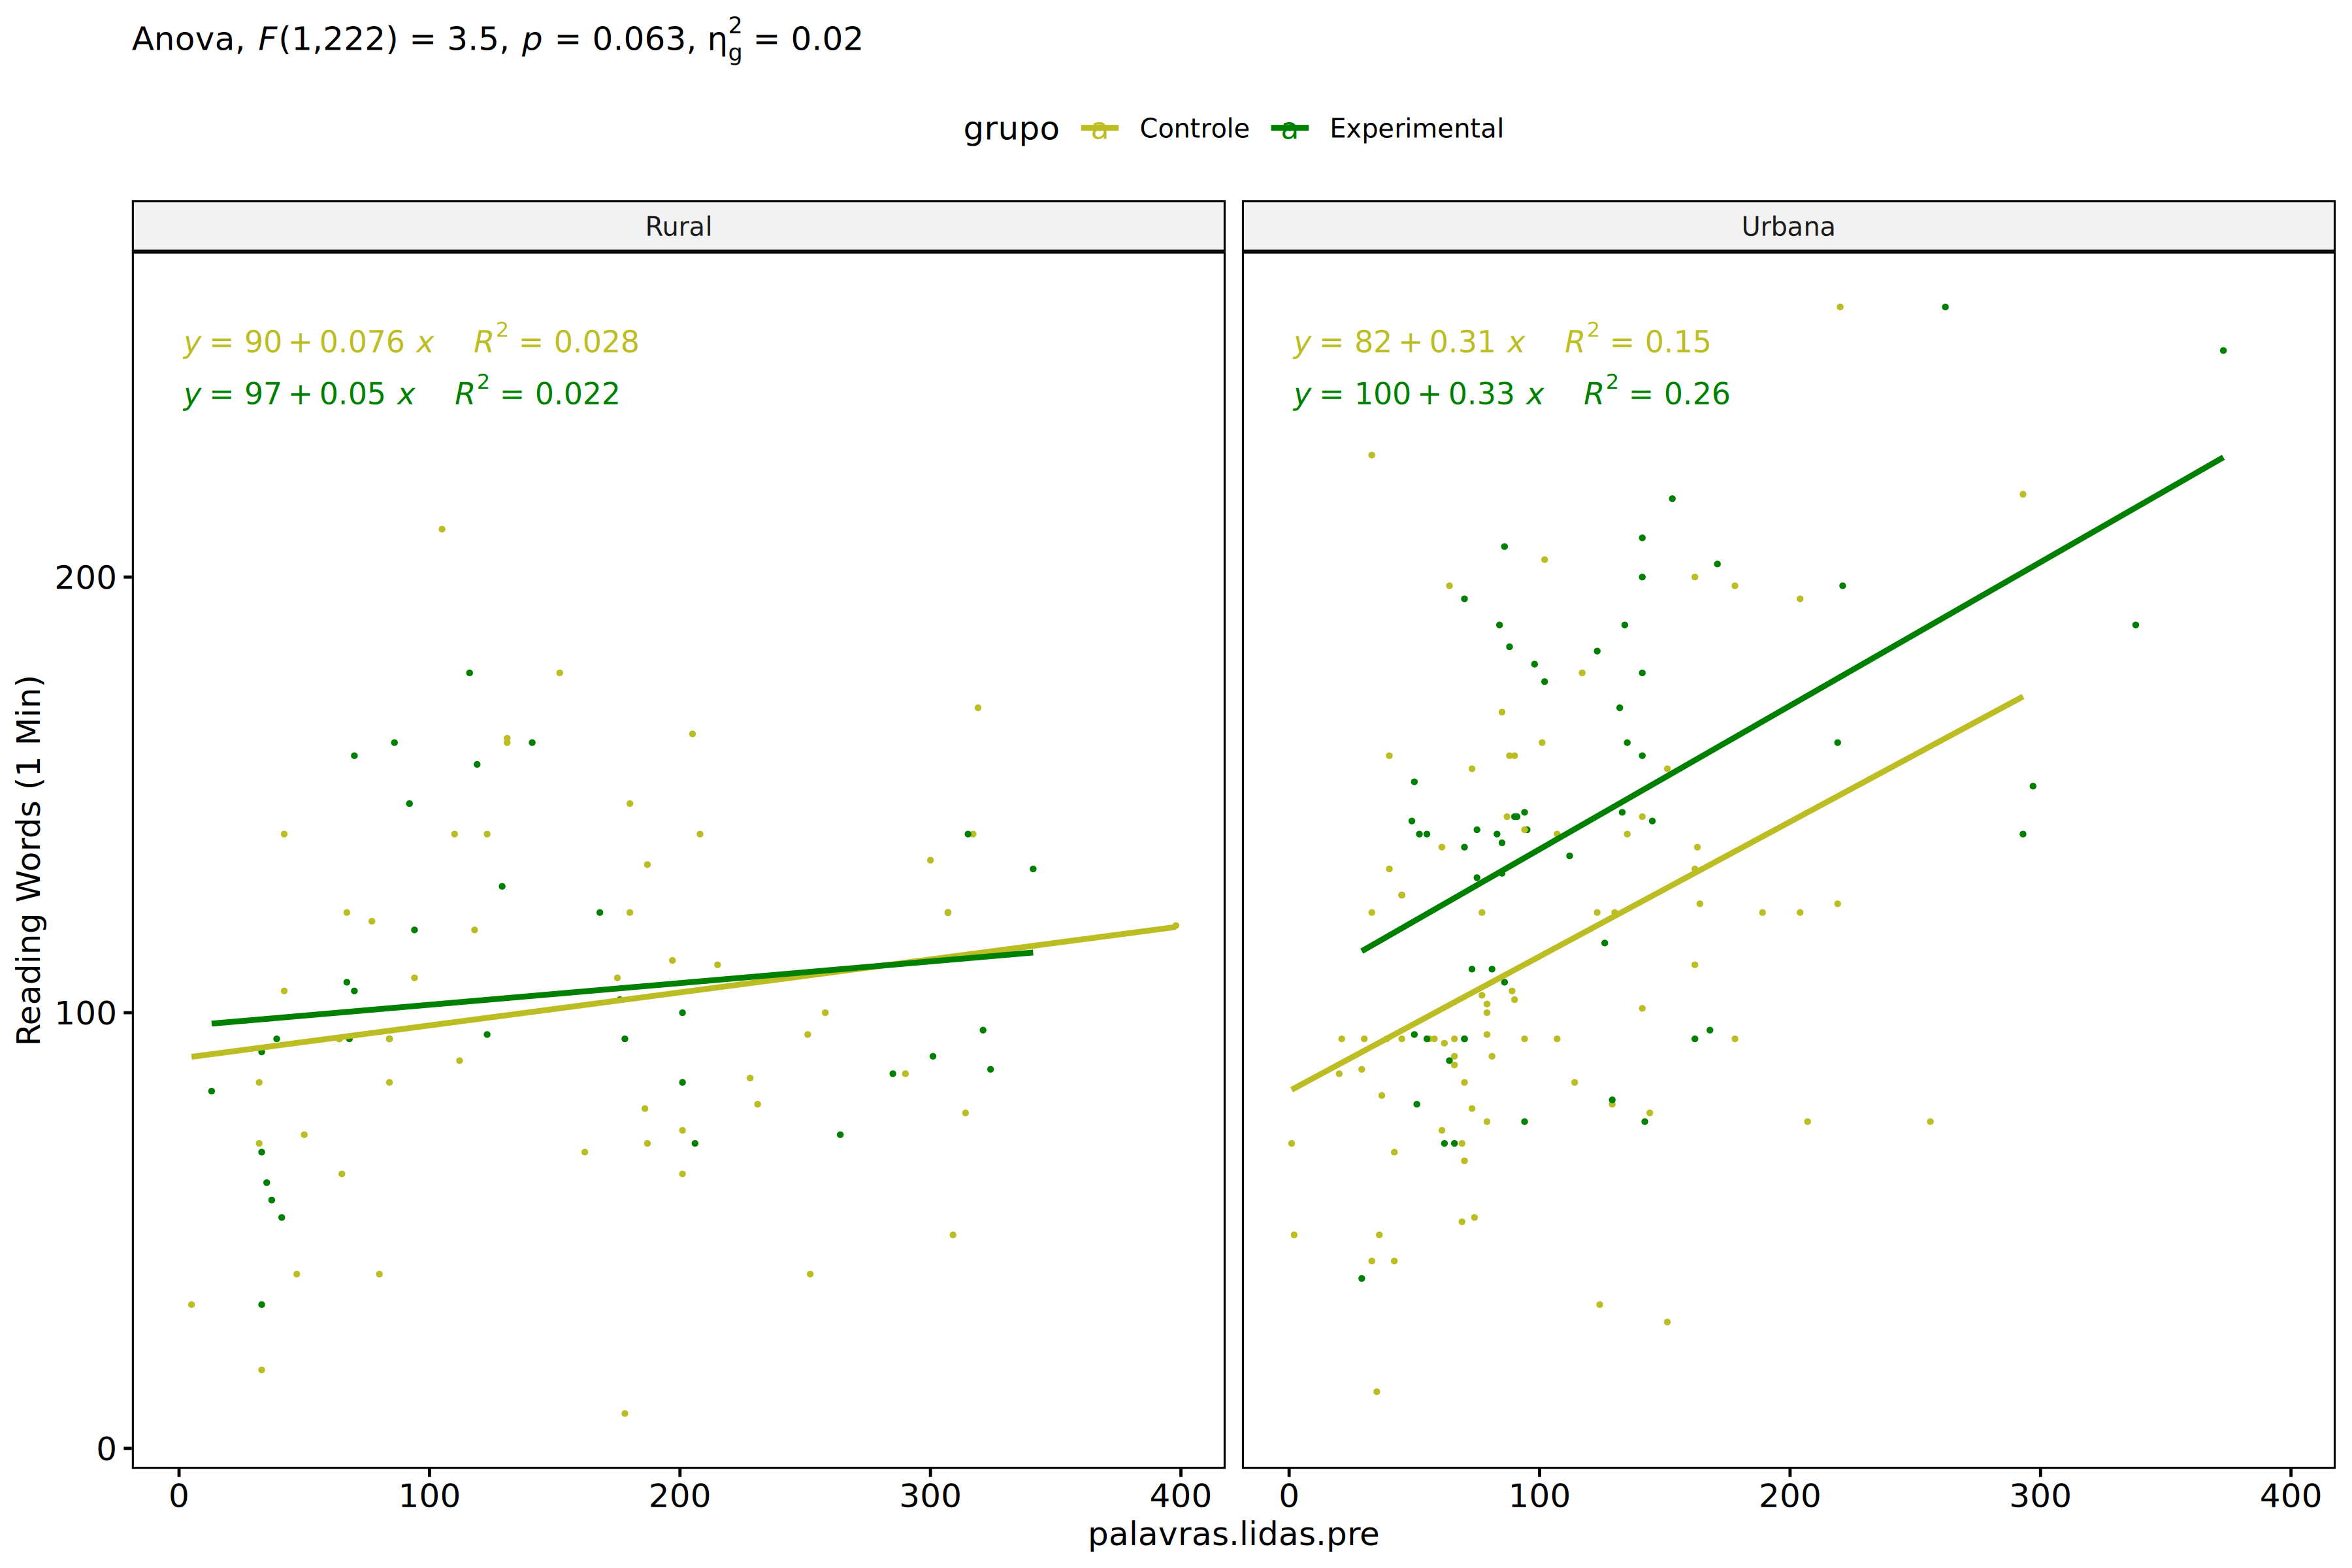 Anova, F(1,222) = 3.5, p = 0.063, η²g = 0.02
grupo a Controle a Experimental
Rural
Urbana
y = 90 + 0.076 x R² = 0.028
y = 97 + 0.05 x R² = 0.022
y = 82 + 0.31 x R² = 0.15
y = 100 + 0.33 x R² = 0.26
Reading Words (1 Min)
200
100
0
0 100 200 300 400
0 100 200 300 400
palavras.lidas.pre